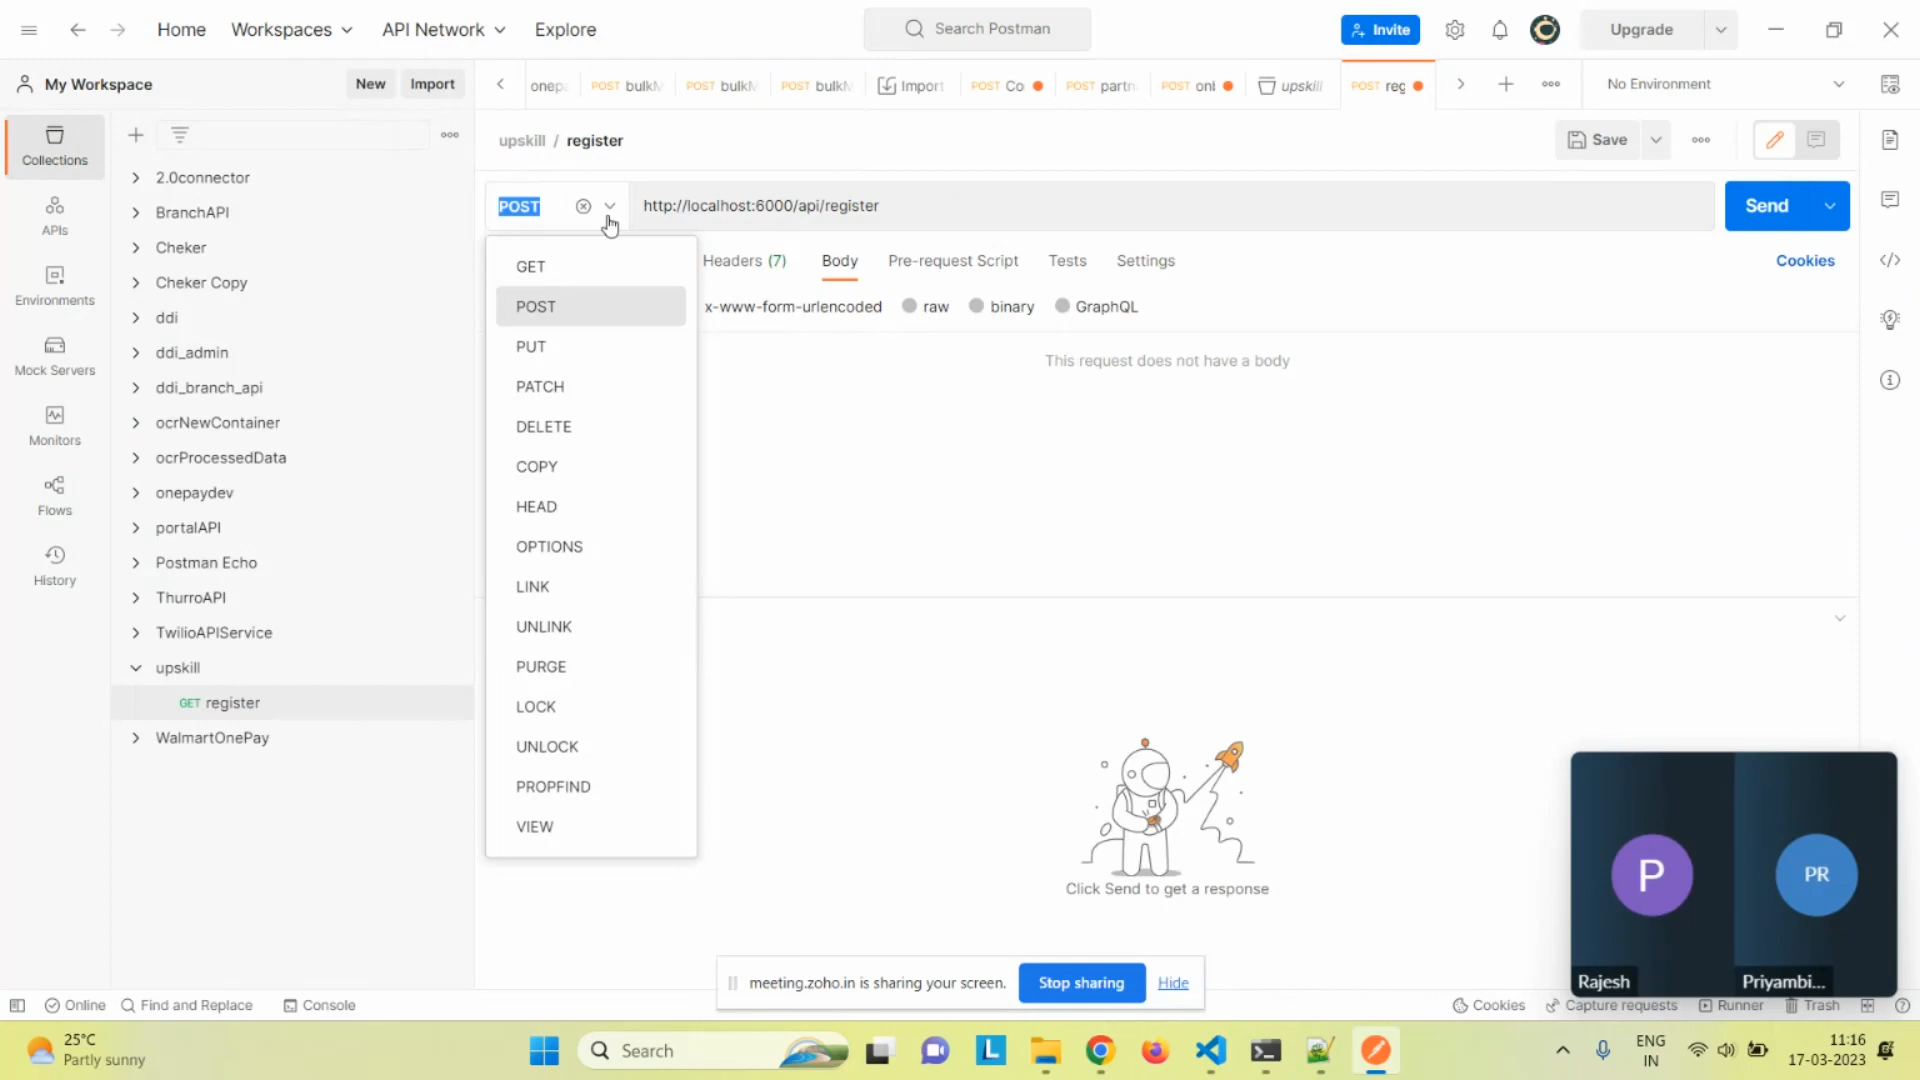 Home Workspaces API Network Explore Search Postman Invite Upgrade
My Workspace New Import onepa POST bulkM POST bulkM POST bulkM Import POST Co POST partn POST onl upskill POST reg No Environment
upskill / register Save
Collections
APIs
Environments
Mock Servers
Monitors
Flows
History
2.0connector
BranchAPI
Cheker
Cheker Copy
ddi
ddi_admin
ddi_branch_api
ocrNewContainer
ocrProcessedData
onepaydev
portalAPI
Postman Echo
ThurroAPI
TwilioAPIService
upskill
GET register
WalmartOnePay
POST http://localhost:6000/api/register Send
Headers (7) Body Pre-request Script Tests Settings Cookies
x-www-form-urlencoded raw binary GraphQL
This request does not have a body
GET
POST
PUT
PATCH
DELETE
COPY
HEAD
OPTIONS
LINK
UNLINK
PURGE
LOCK
UNLOCK
PROPFIND
VIEW
Click Send to get a response
P PR
Rajesh Priyambi...
meeting.zoho.in is sharing your screen. Stop sharing Hide
Online Find and Replace Console Cookies Capture requests Runner Trash
25°C
Partly sunny
Search
ENG
IN
11:16
17-03-2023